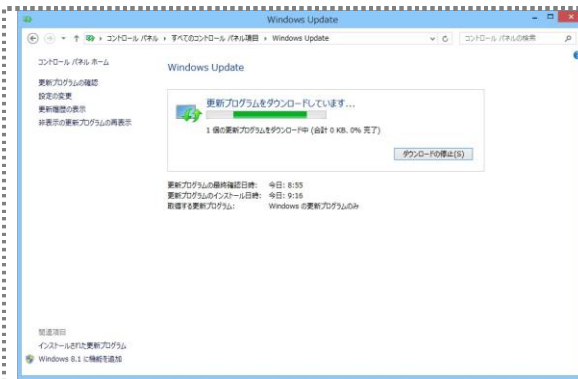 Windows Update
コントロール パネル › すべてのコントロール パネル項目 › Windows Update
コントロール パネルの検索
コントロール パネル ホーム
更新プログラムの確認
設定の変更
更新履歴の表示
非表示の更新プログラムの再表示
Windows Update
更新プログラムをダウンロードしています...
1 個の更新プログラムをダウンロード中 (合計 0 KB、0% 完了)
ダウンロードの停止(S)
更新プログラムの最終確認日時: 今日: 8:55
更新プログラムのインストール日時: 今日: 9:16
取得する更新プログラム: Windows の更新プログラムのみ
関連項目
インストールされた更新プログラム
Windows 8.1 に機能を追加